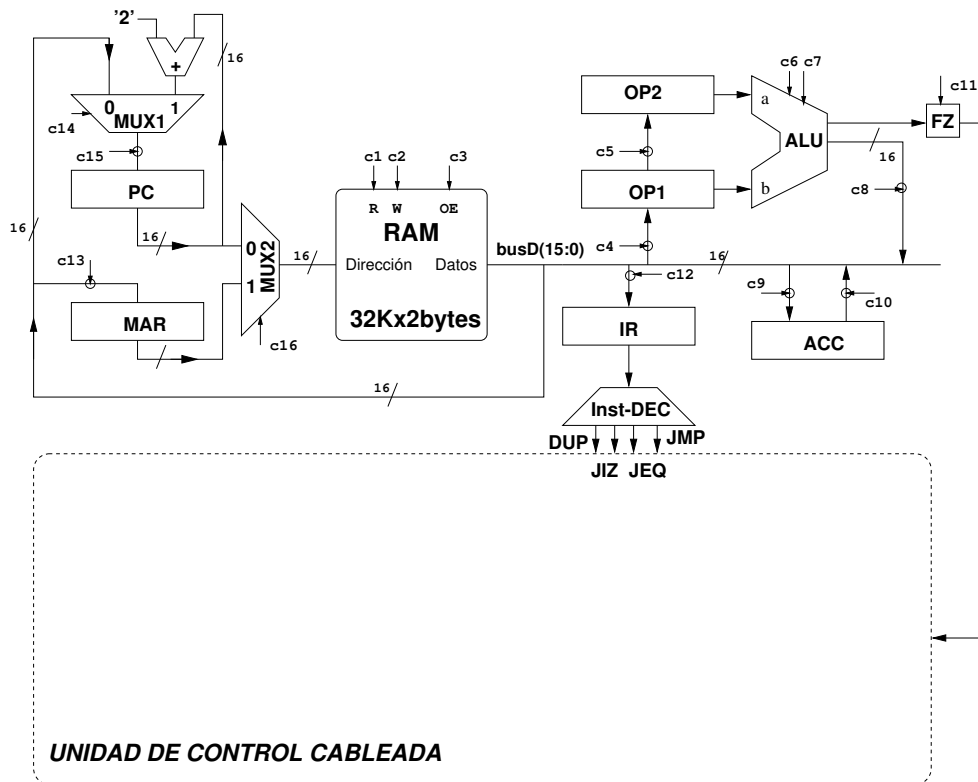 '2'
16
+
0 1
MUX1
c14
c15
PC
16
16
c13
MAR
0
1
MUX2
c16
16
c1 c2 c3
R W OE
RAM
Dirección Datos
32Kx2bytes
16
busD(15:0)
OP2
c5
OP1
c4
a
b
ALU
c6 c7
16
c8
c11
FZ
c12
16
c9
c10
ACC
IR
Inst-DEC
DUP
JIZ
JEQ
JMP
UNIDAD DE CONTROL CABLEADA